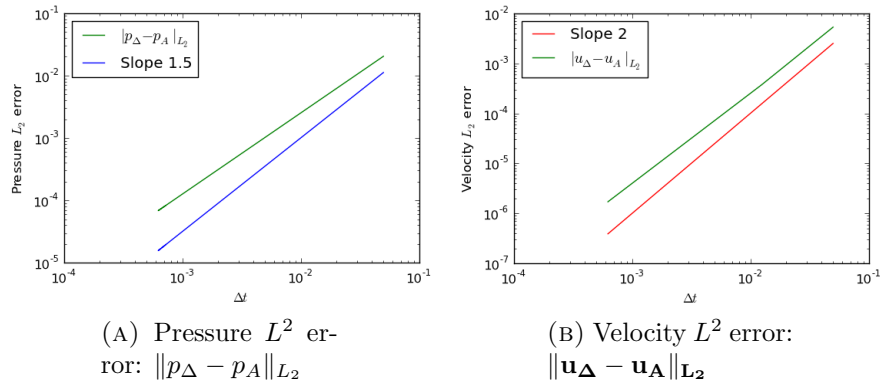 10^-1
10^-2
10^-3
10^-4
10^-5
Pressure L_2 error
|p_Δ−p_A|_{L_2}
Slope 1.5
10^-4
10^-3
10^-2
10^-1
Δt
(A) Pressure L^2 er-
ror: ‖p_Δ − p_A‖_{L_2}
10^-1
10^-2
10^-3
10^-4
10^-5
10^-6
10^-7
Velocity L_2 error
Slope 2
|u_Δ−u_A|_{L_2}
10^-4
10^-3
10^-2
10^-1
Δt
(B) Velocity L^2 error:
‖u_Δ − u_A‖_{L_2}